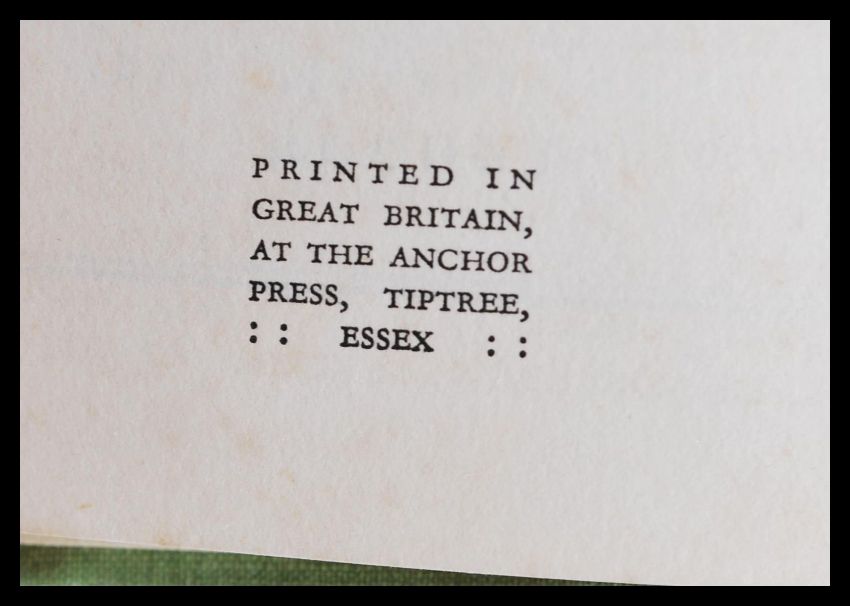 PRINTED IN
GREAT BRITAIN,
AT THE ANCHOR
PRESS, TIPTREE,
: : ESSEX : :